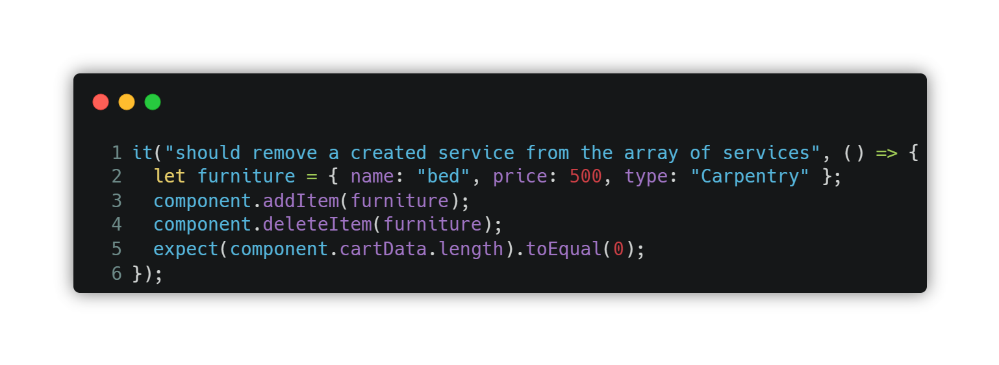 1 it("should remove a created service from the array of services", () => {
2   let furniture = { name: "bed", price: 500, type: "Carpentry" };
3   component.addItem(furniture);
4   component.deleteItem(furniture);
5   expect(component.cartData.length).toEqual(0);
6 });